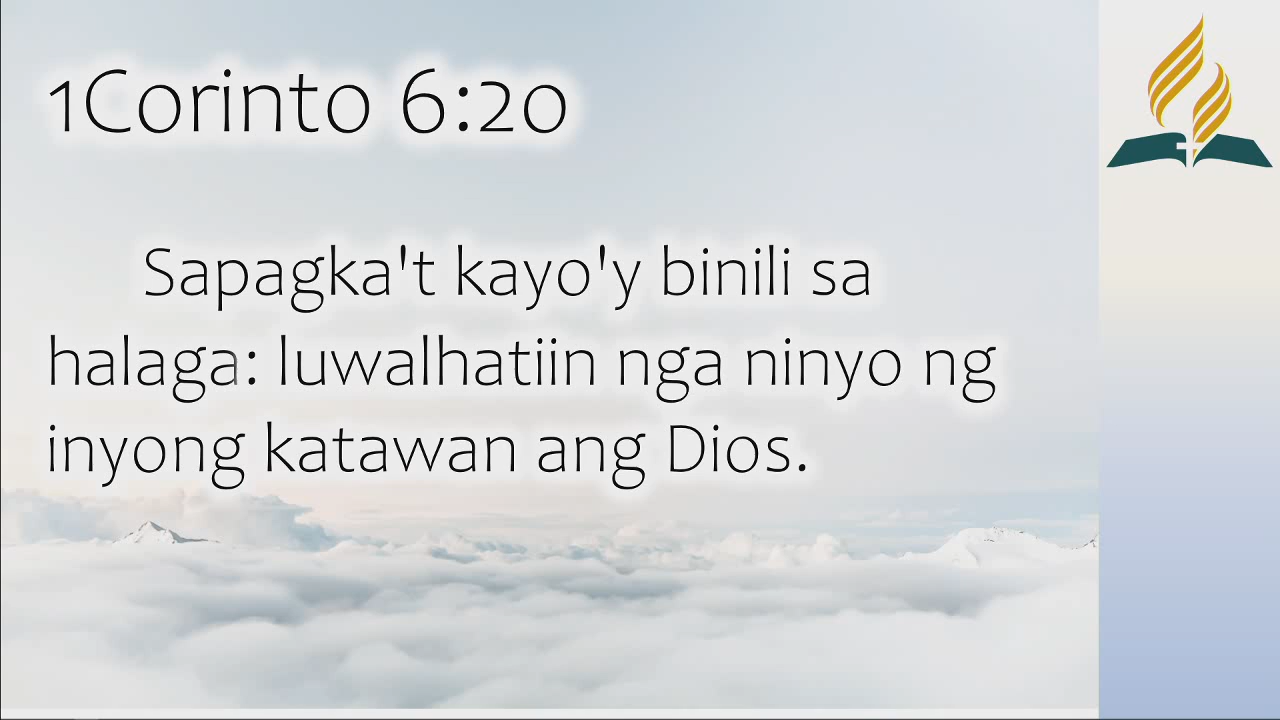 1Corinto 6:20
Sapagka't kayo'y binili sa
halaga: luwalhatiin nga ninyo ng
inyong katawan ang Dios.